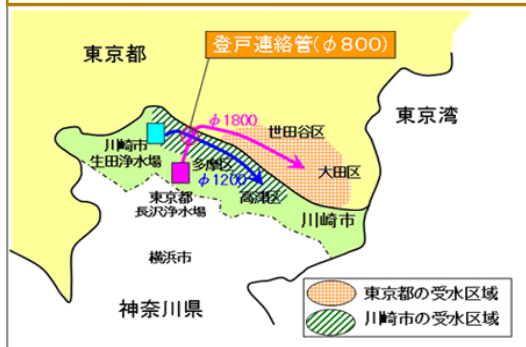 登戸連絡管(φ800)
東京都
φ1800
東京湾
世田谷区
川崎市
生田浄水場
多摩区
大田区
φ1200
高津区
東京都
長沢浄水場
川崎市
横浜市
神奈川県
東京都の受水区域
川崎市の受水区域